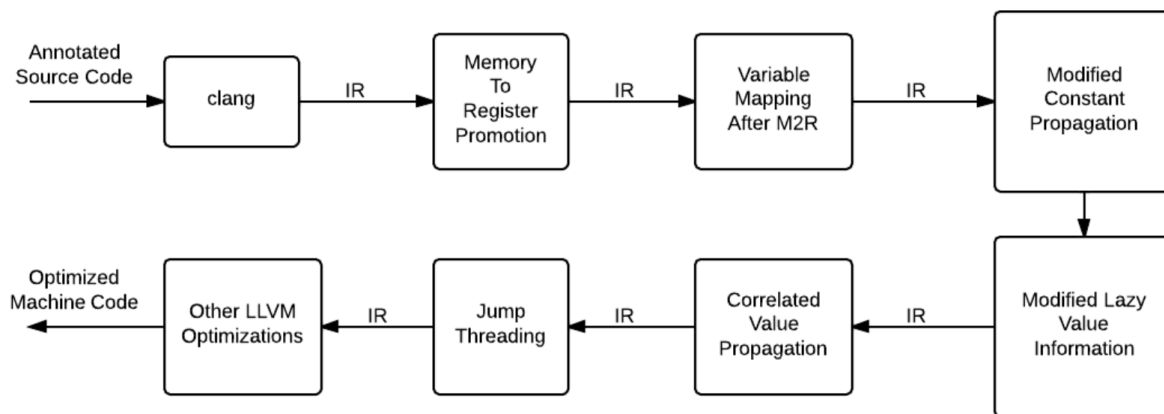 Annotated
Source Code
clang
IR
Memory
To
Register
Promotion
IR
Variable
Mapping
After M2R
IR
Modified
Constant
Propagation
Optimized
Machine Code
Other LLVM
Optimizations
IR
Jump
Threading
IR
Correlated
Value
Propagation
IR
Modified Lazy
Value
Information